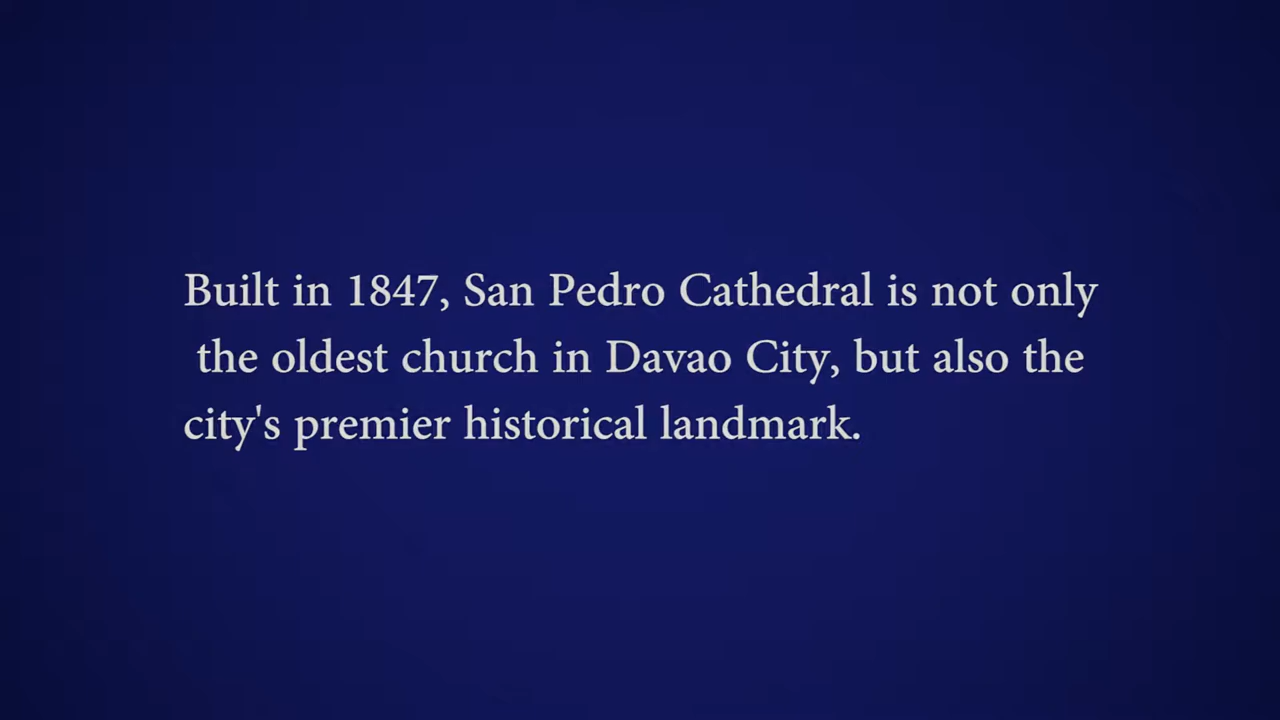 Built in 1847, San Pedro Cathedral is not only
the oldest church in Davao City, but also the
city's premier historical landmark.